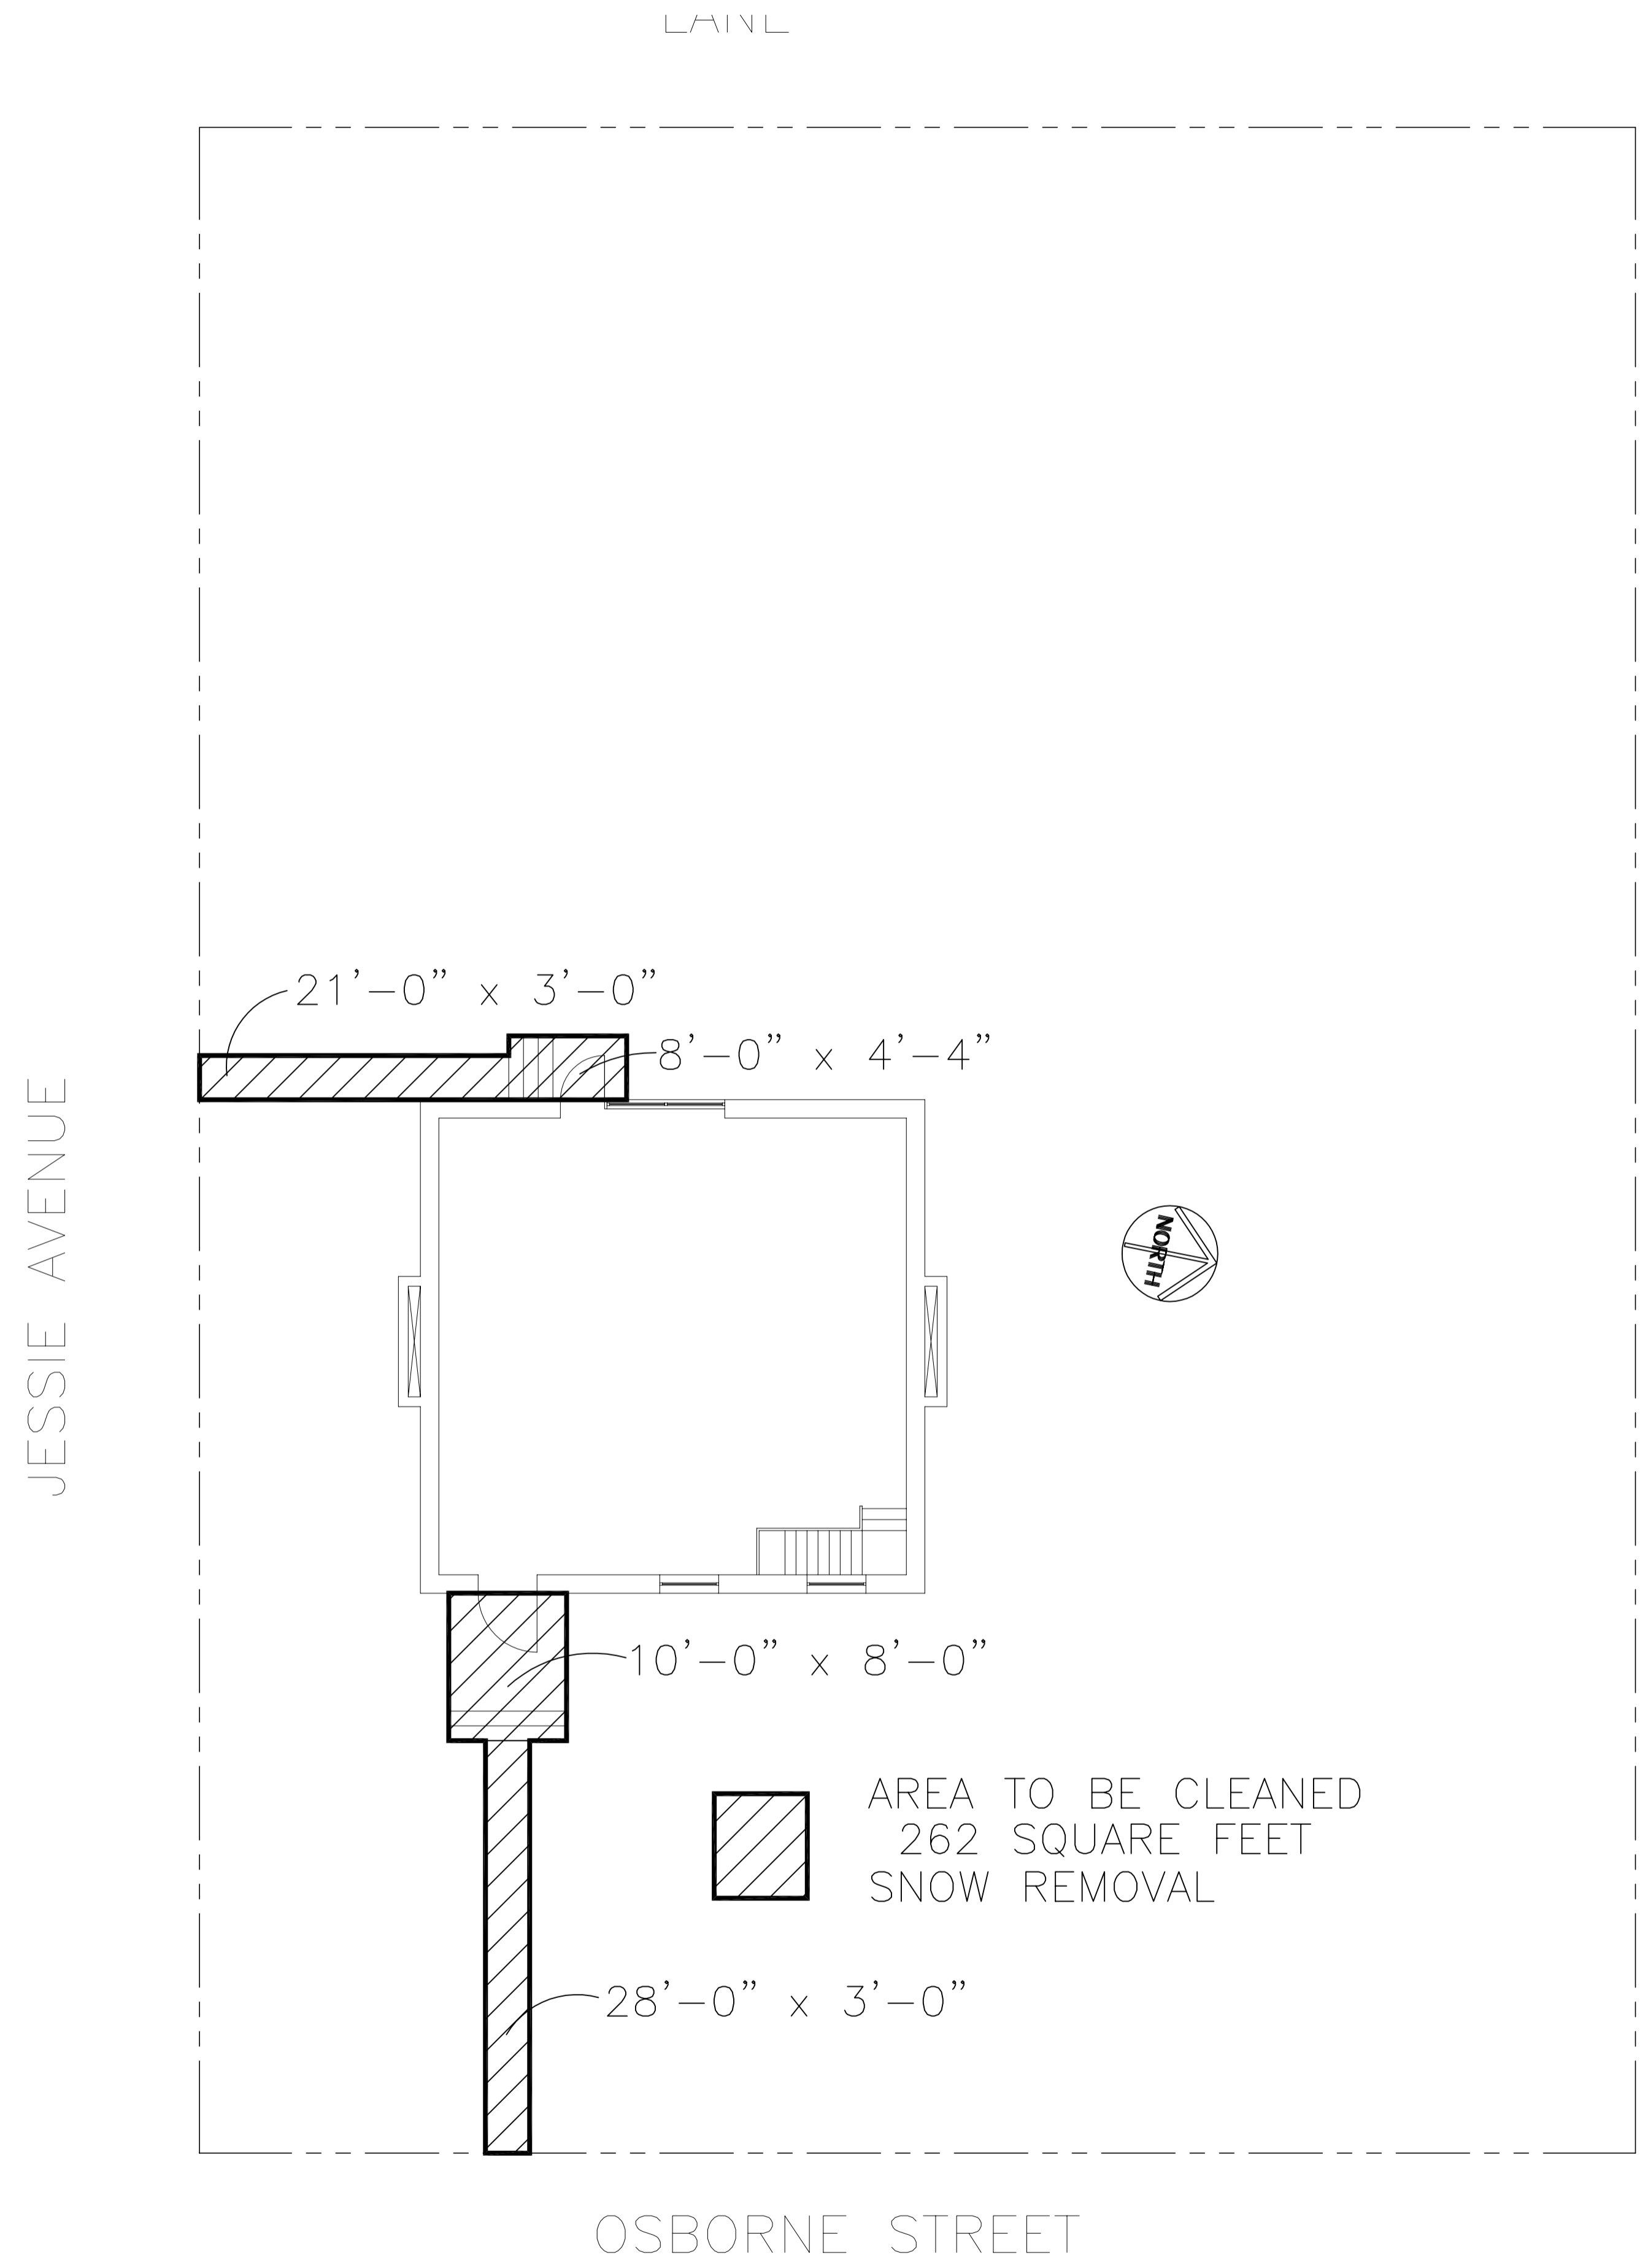 LANE
21'-0" x 3'-0"
8'-0" x 4'-4"
JESSIE AVENUE
NORTH
10'-0" x 8'-0"
AREA TO BE CLEANED
262 SQUARE FEET
SNOW REMOVAL
28'-0" x 3'-0"
OSBORNE STREET